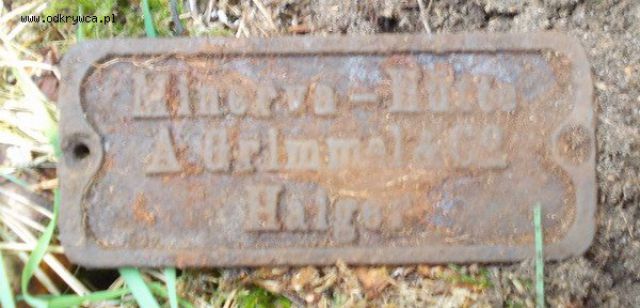 www.odkrywca.pl
Minerva-Hütte
A Grimmel & Co
Haiger